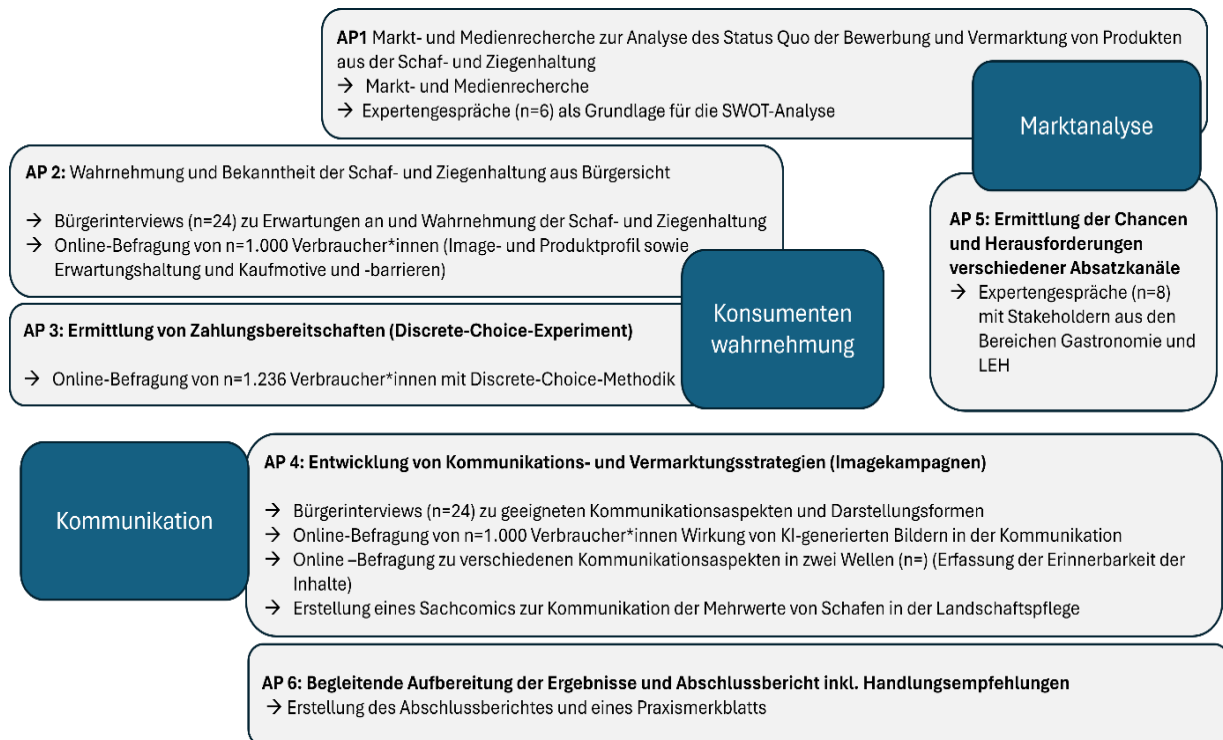 AP1 Markt- und Medienrecherche zur Analyse des Status Quo der Bewerbung und Vermarktung von Produkten
aus der Schaf- und Ziegenhaltung
→ Markt- und Medienrecherche
→ Expertengespräche (n=6) als Grundlage für die SWOT-Analyse
Marktanalyse
AP 2: Wahrnehmung und Bekanntheit der Schaf- und Ziegenhaltung aus Bürgersicht
→ Bürgerinterviews (n=24) zu Erwartungen an und Wahrnehmung der Schaf- und Ziegenhaltung
→ Online-Befragung von n=1.000 Verbraucher*innen (Image- und Produktprofil sowie
Erwartungshaltung und Kaufmotive und -barrieren)
AP 3: Ermittlung von Zahlungsbereitschaften (Discrete-Choice-Experiment)
→ Online-Befragung von n=1.236 Verbraucher*innen mit Discrete-Choice-Methodik
Konsumenten
wahrnehmung
AP 5: Ermittlung der Chancen
und Herausforderungen
verschiedener Absatzkanäle
→ Expertengespräche (n=8)
mit Stakeholdern aus den
Bereichen Gastronomie und
LEH
Kommunikation
AP 4: Entwicklung von Kommunikations- und Vermarktungsstrategien (Imagekampagnen)
→ Bürgerinterviews (n=24) zu geeigneten Kommunikationsaspekten und Darstellungsformen
→ Online-Befragung von n=1.000 Verbraucher*innen Wirkung von KI-generierten Bildern in der Kommunikation
→ Online –Befragung zu verschiedenen Kommunikationsaspekten in zwei Wellen (n=) (Erfassung der Erinnerbarkeit der
Inhalte)
→ Erstellung eines Sachcomics zur Kommunikation der Mehrwerte von Schafen in der Landschaftspflege
AP 6: Begleitende Aufbereitung der Ergebnisse und Abschlussbericht inkl. Handlungsempfehlungen
→ Erstellung des Abschlussberichtes und eines Praxismerkblatts